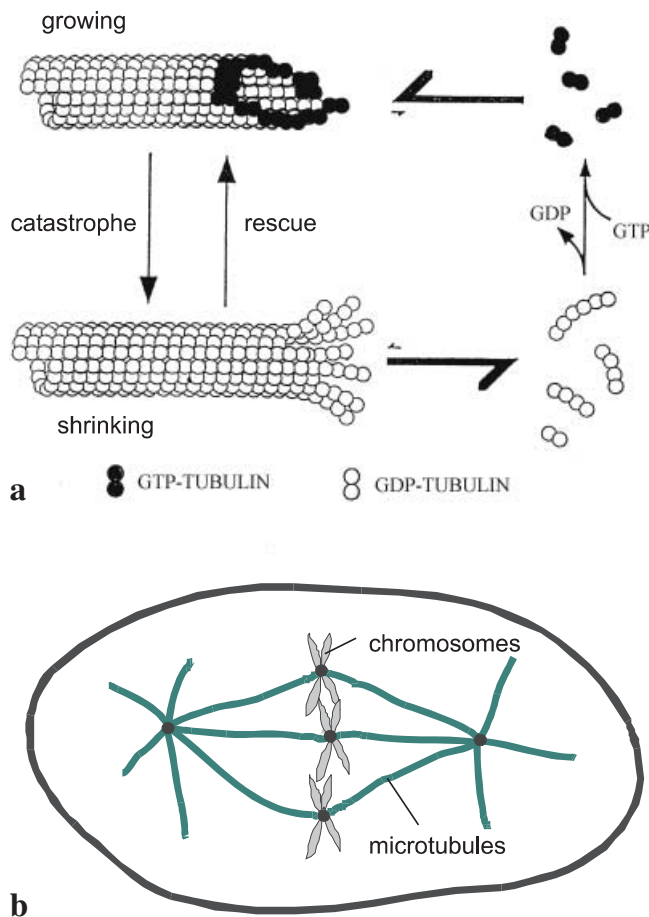 growing
catastrophe
rescue
GDP
GTP
shrinking
a
GTP-TUBULIN
GDP-TUBULIN
chromosomes
microtubules
b